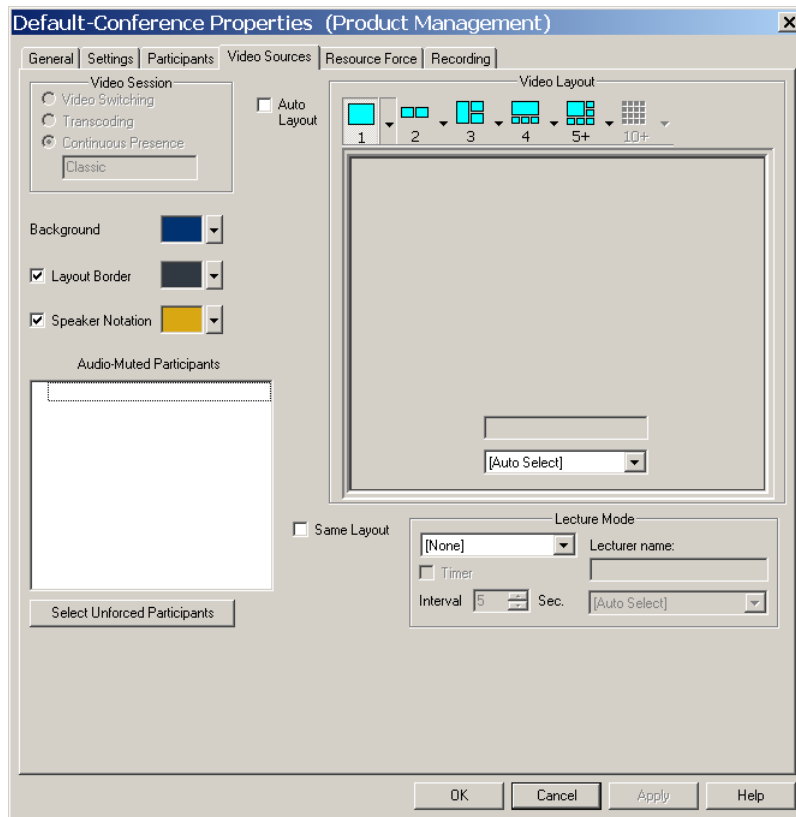 Default-Conference Properties (Product Management)
General Settings Participants Video Sources Resource Force Recording
Video Session
Video Switching
Transcoding
Continuous Presence
Classic
Auto
Layout
Video Layout
1 2 3 4 5+ 10+
Background
Layout Border
Speaker Notation
Audio-Muted Participants
[Auto Select]
Select Unforced Participants
Same Layout
Lecture Mode
[None] Lecturer name:
Timer
Interval 5 Sec. [Auto Select]
OK Cancel Apply Help